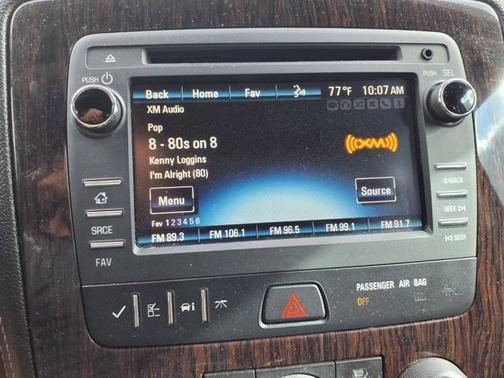 PUSH
PUSH SEL
Back Home Fav 77°F 10:07 AM
XM Audio
Pop
8 - 80s on 8
Kenny Loggins
I'm Alright (80)
((XM))
Menu Source
Fav 1 2 3 4 5 6
FM 89.3 FM 106.1 FM 96.5 FM 99.1 FM 91.7
BACK
SEEK
SEEK
SRCE
FAV
i
PASSENGER AIR BAG
OFF